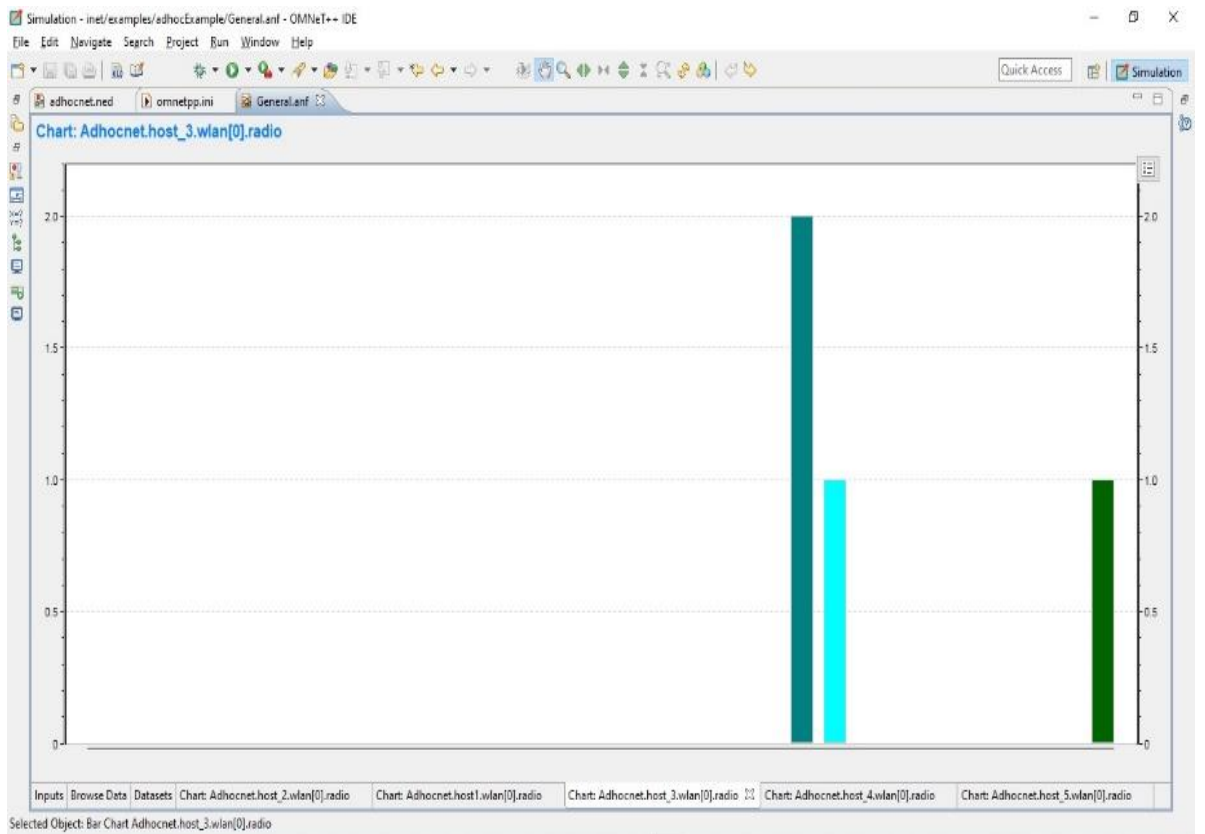 Simulation - inet/examples/adhocExample/General.anf - OMNeT++ IDE
File Edit Navigate Search Project Run Window Help
Quick Access Simulation
adhocnet.ned omnetpp.ini General.anf
Chart: Adhocnet.host_3.wlan[0].radio
2.0 2.0
1.5 1.5
1.0 1.0
0.5 0.5
0 0
Inputs Browse Data Datasets Chart: Adhocnet.host_2.wlan[0].radio Chart: Adhocnet.host1.wlan[0].radio Chart: Adhocnet.host_3.wlan[0].radio Chart: Adhocnet.host_4.wlan[0].radio Chart: Adhocnet.host_5.wlan[0].radio
Selected Object: Bar Chart Adhocnet.host_3.wlan[0].radio